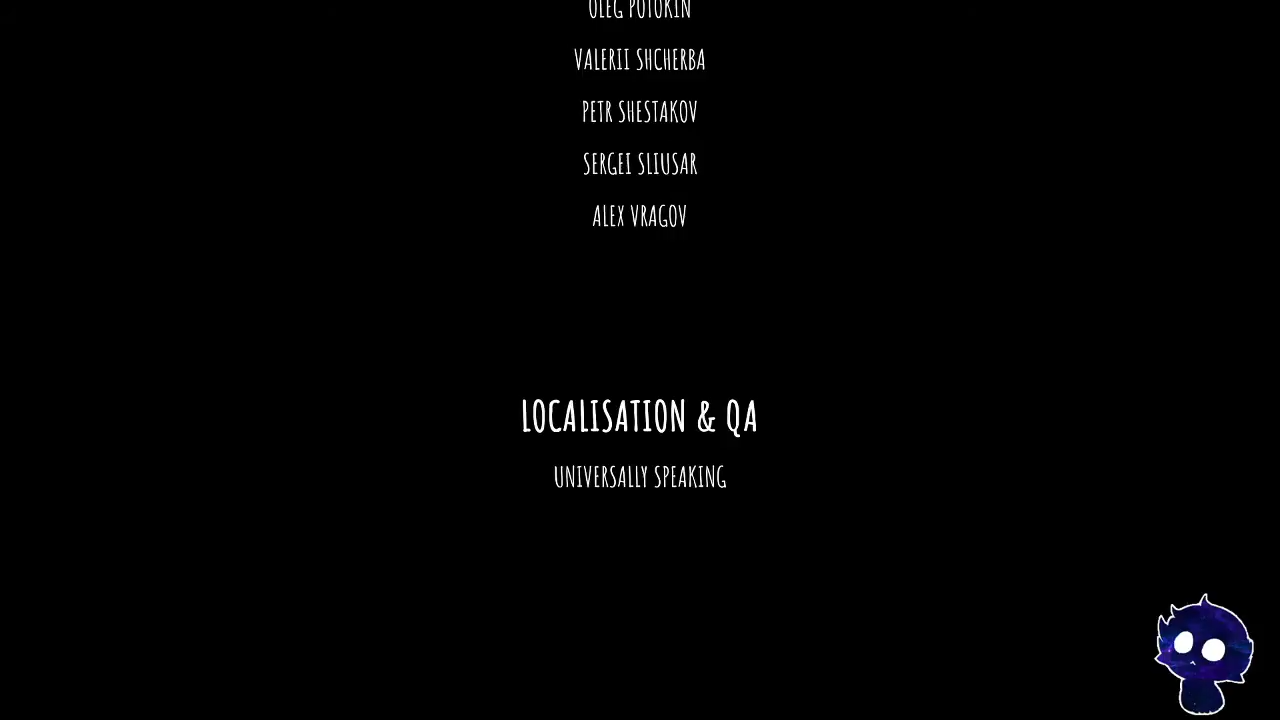 OLEG POTOKIN
VALERII SHCHERBA
PETR SHESTAKOV
SERGEI SLIUSAR
ALEX VRAGOV
LOCALISATION & QA
UNIVERSALLY SPEAKING